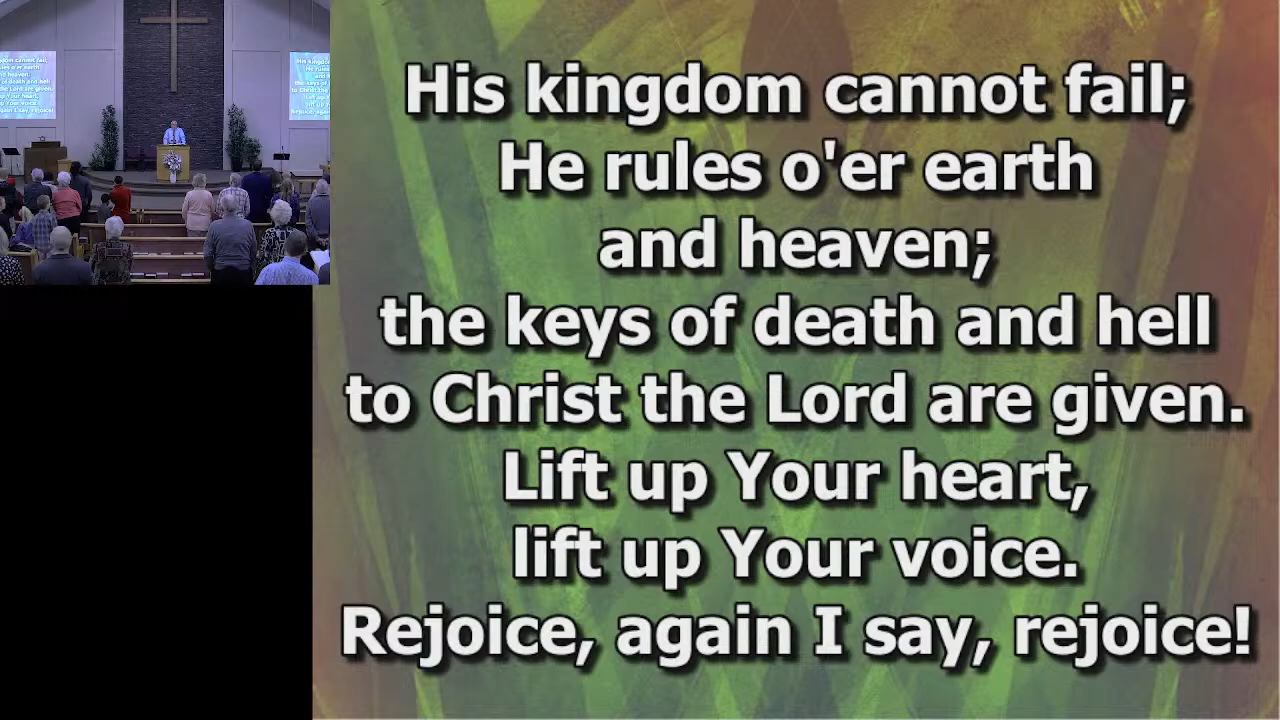 His kingdom cannot fail;
He rules o'er earth
and heaven;
the keys of death and hell
to Christ the Lord are given.
Lift up Your heart,
lift up Your voice.
Rejoice, again I say, rejoice!